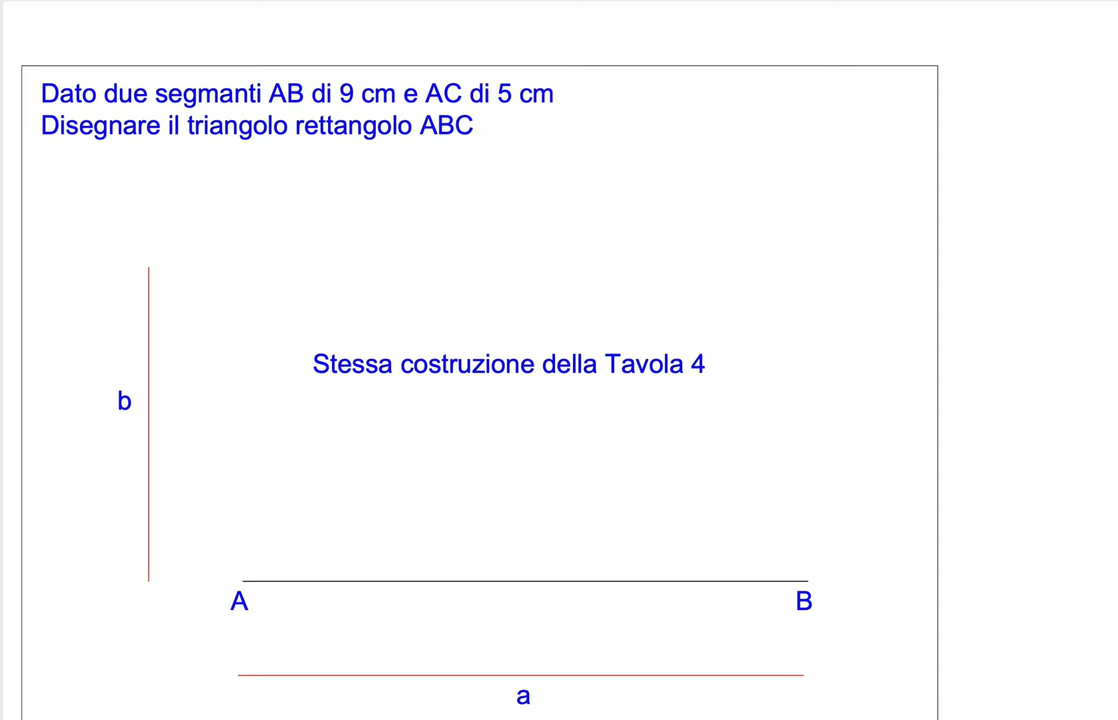 Dato due segmanti AB di 9 cm e AC di 5 cm
Disegnare il triangolo rettangolo ABC
Stessa costruzione della Tavola 4
b
A
B
a